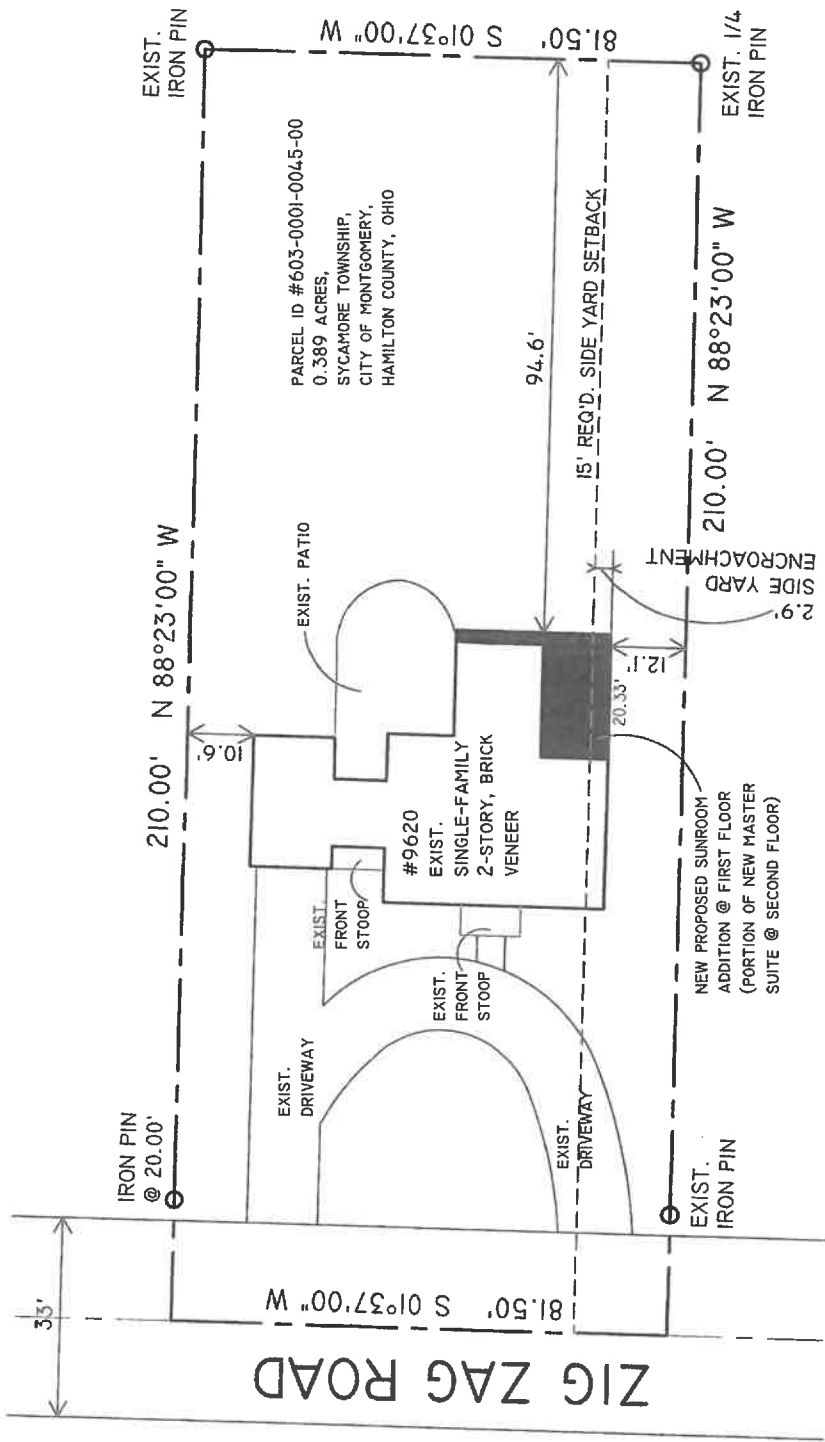 EXIST.
IRON PIN
81.50'  S 01°37'00" W
EXIST. 1/4
IRON PIN
PARCEL ID #603-0001-0045-00
0.389 ACRES,
SYCAMORE TOWNSHIP,
CITY OF MONTGOMERY,
HAMILTON COUNTY, OHIO
210.00'  N 88°23'00" W
94.6'
15' REQ'D. SIDE YARD SETBACK
210.00'  N 88°23'00" W
EXIST. PATIO
10.6'
2.9'
SIDE YARD
ENCROACHMENT
12.1'
20.33'
#9620
EXIST.
SINGLE-FAMILY
2-STORY, BRICK
VENEER
NEW PROPOSED SUNROOM
ADDITION @ FIRST FLOOR
(PORTION OF NEW MASTER
SUITE @ SECOND FLOOR)
EXIST.
FRONT
STOOP
EXIST.
FRONT
STOOP
EXIST.
DRIVEWAY
EXIST.
DRIVEWAY
IRON PIN
@ 20.00'
EXIST.
IRON PIN
33'
81.50'  S 01°37'00" W
ZIG ZAG ROAD